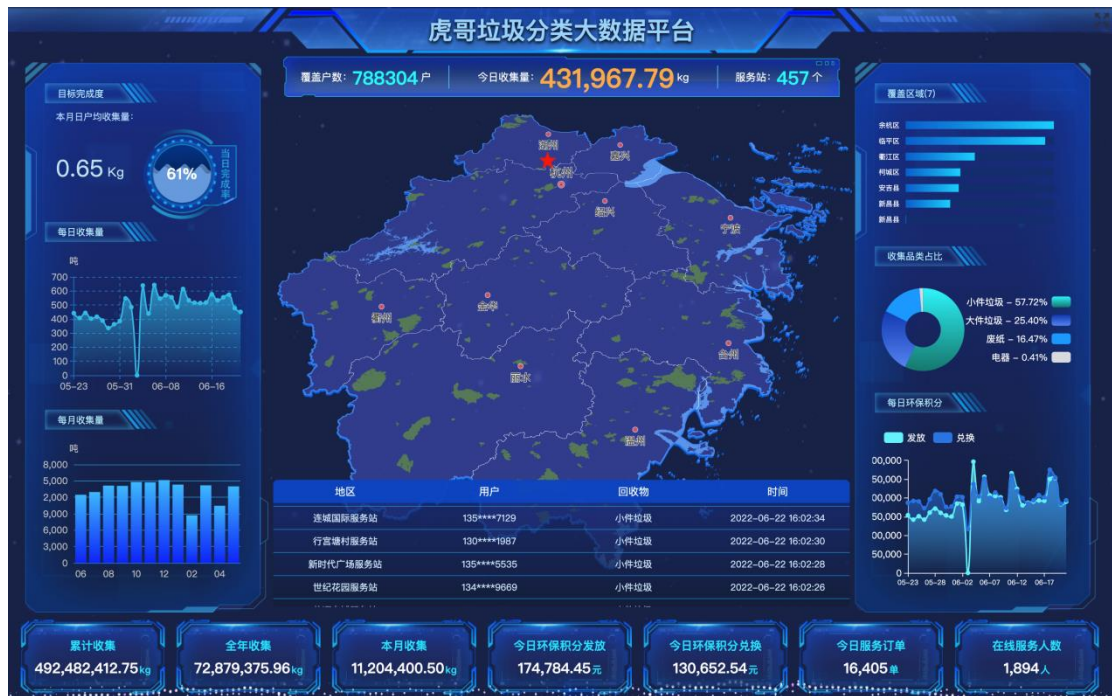 虎哥垃圾分类大数据平台
覆盖户数: 788304 户
今日收集量: 431,967.79 kg
服务站: 457 个
目标完成度
本月日户均收集量:
0.65 Kg
61%
当日完成率
每日收集量
吨
700
600
500
400
300
200
100
0
05-23 05-31 06-08 06-16
每月收集量
吨
8,000
5,000
2,000
9,000
6,000
3,000
0
06 08 10 12 02 04
湖州
嘉兴
杭州
绍兴
宁波
衢州
金华
台州
丽水
温州
地区 用户 回收物 时间
连城国际服务站 135****7129 小件垃圾 2022-06-22 16:02:34
行宫塘村服务站 130****1987 小件垃圾 2022-06-22 16:02:30
新时代广场服务站 135****5535 小件垃圾 2022-06-22 16:02:28
世纪花园服务站 134****9669 小件垃圾 2022-06-22 16:02:26
覆盖区域(7)
余杭区
临平区
衢江区
柯城区
安吉县
新昌县
新昌县
收集品类占比
小件垃圾 - 57.72%
大件垃圾 - 25.40%
废纸 - 16.47%
电器 - 0.41%
每日环保积分
发放 兑换
00,000
50,000
00,000
50,000
00,000
50,000
0
05-23 05-28 06-02 06-07 06-12 06-17
累计收集
492,482,412.75 kg
全年收集
72,879,375.96 kg
本月收集
11,204,400.50 kg
今日环保积分发放
174,784.45 元
今日环保积分兑换
130,652.54 元
今日服务订单
16,405 单
在线服务人数
1,894 人